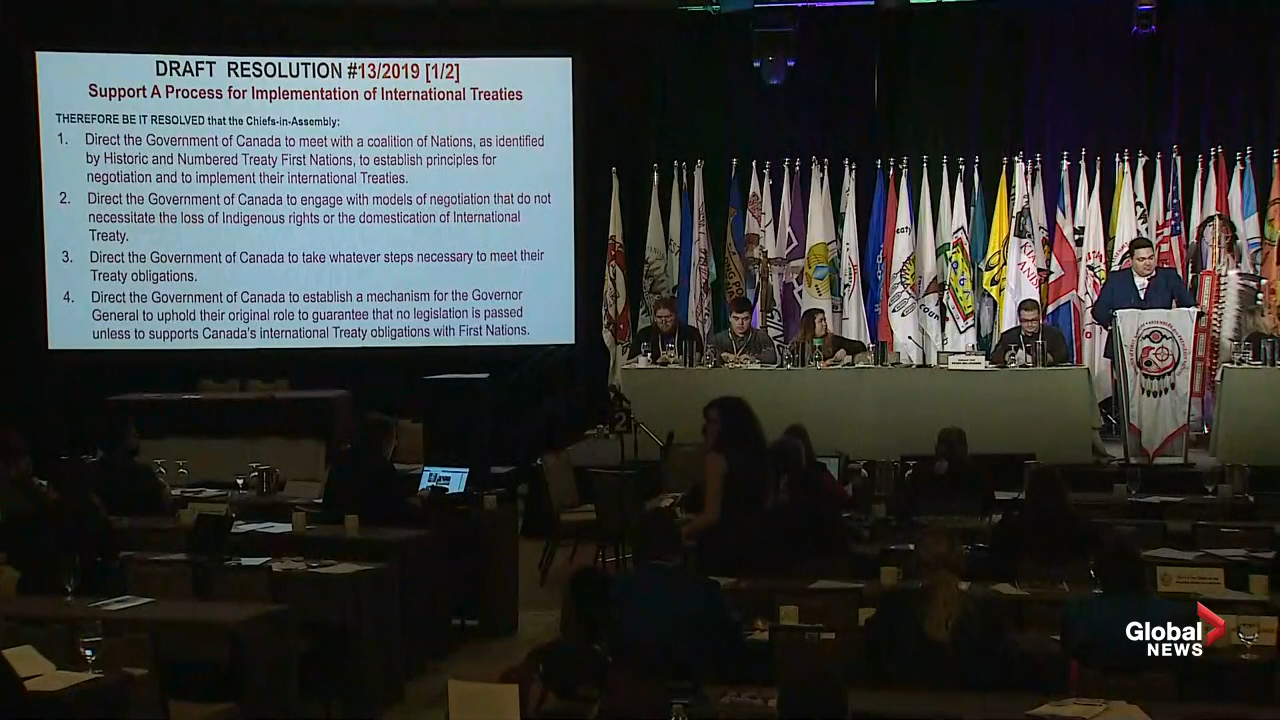 DRAFT RESOLUTION #13/2019 [1/2]
Support A Process for Implementation of International Treaties
THEREFORE BE IT RESOLVED that the Chiefs-in-Assembly:
1. Direct the Government of Canada to meet with a coalition of Nations, as identified
by Historic and Numbered Treaty First Nations, to establish principles for
negotiation and to implement their international Treaties.
2. Direct the Government of Canada to engage with models of negotiation that do not
necessitate the loss of Indigenous rights or the domestication of International
Treaty.
3. Direct the Government of Canada to take whatever steps necessary to meet their
Treaty obligations.
4. Direct the Government of Canada to establish a mechanism for the Governor
General to uphold their original role to guarantee that no legislation is passed
unless to supports Canada's international Treaty obligations with First Nations.
2
Global
NEWS